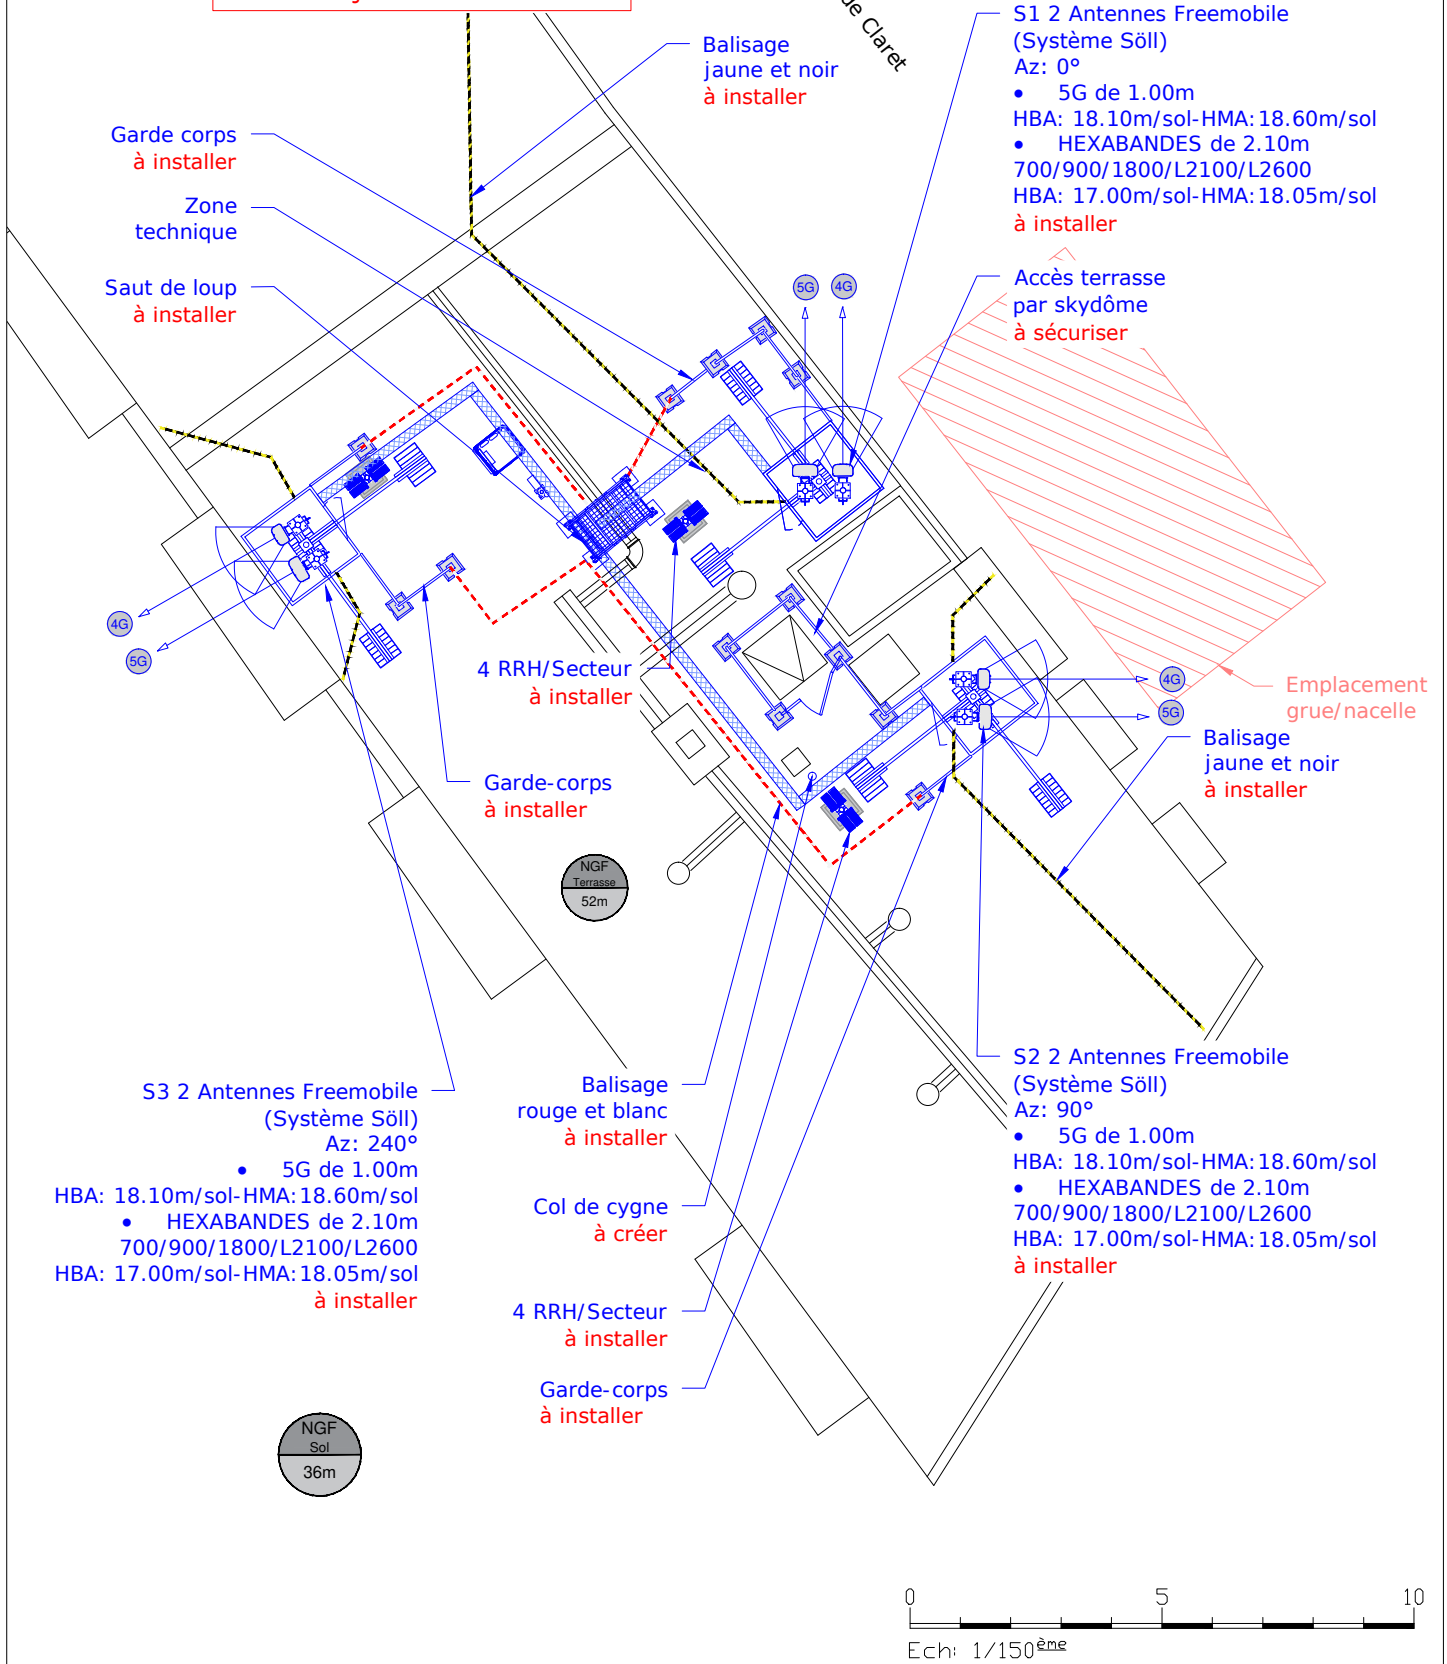 de Claret
Balisage
jaune et noir
à installer
S1 2 Antennes Freemobile
(Système Söll)
Az: 0°
• 5G de 1.00m
HBA: 18.10m/sol-HMA:18.60m/sol
• HEXABANDES de 2.10m
700/900/1800/L2100/L2600
HBA: 17.00m/sol-HMA:18.05m/sol
à installer
Garde corps
à installer
Zone
technique
Saut de loup
à installer
Accès terrasse
par skydôme
à sécuriser
5G
4G
4G
5G
4G
5G
4 RRH/Secteur
à installer
Emplacement
grue/nacelle
Balisage
jaune et noir
à installer
Garde-corps
à installer
NGF
Terrasse
52m
S3 2 Antennes Freemobile
(Système Söll)
Az: 240°
• 5G de 1.00m
HBA: 18.10m/sol-HMA:18.60m/sol
• HEXABANDES de 2.10m
700/900/1800/L2100/L2600
HBA: 17.00m/sol-HMA:18.05m/sol
à installer
Balisage
rouge et blanc
à installer
Col de cygne
à créer
4 RRH/Secteur
à installer
Garde-corps
à installer
S2 2 Antennes Freemobile
(Système Söll)
Az: 90°
• 5G de 1.00m
HBA: 18.10m/sol-HMA:18.60m/sol
• HEXABANDES de 2.10m
700/900/1800/L2100/L2600
HBA: 17.00m/sol-HMA:18.05m/sol
à installer
NGF
Sol
36m
0 5 10
Ech: 1/150ème